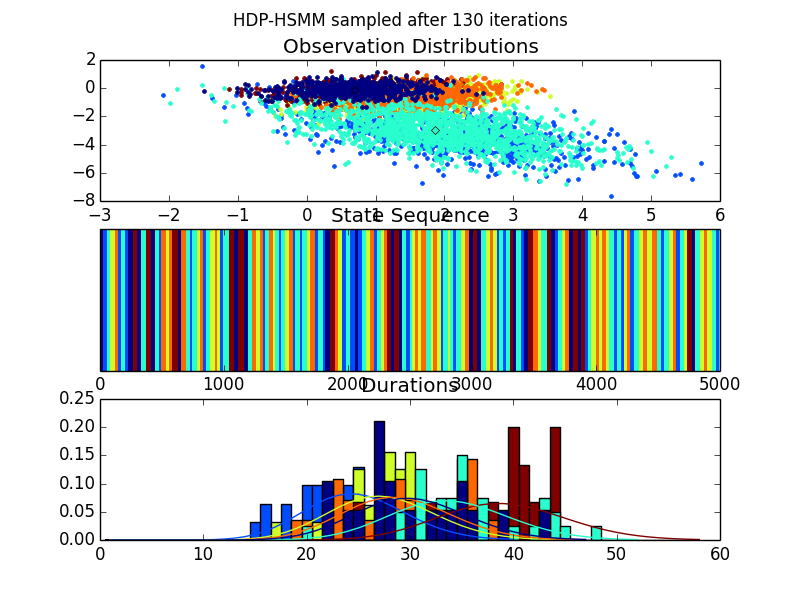 HDP-HSMM sampled after 130 iterations
Observation Distributions
2
0
−2
−4
−6
−8
−3 −2 −1 0 1 2 3 4 5 6
State Sequence
0 1000 2000 3000 4000 5000
Durations
0.25
0.20
0.15
0.10
0.05
0.00
0 10 20 30 40 50 60